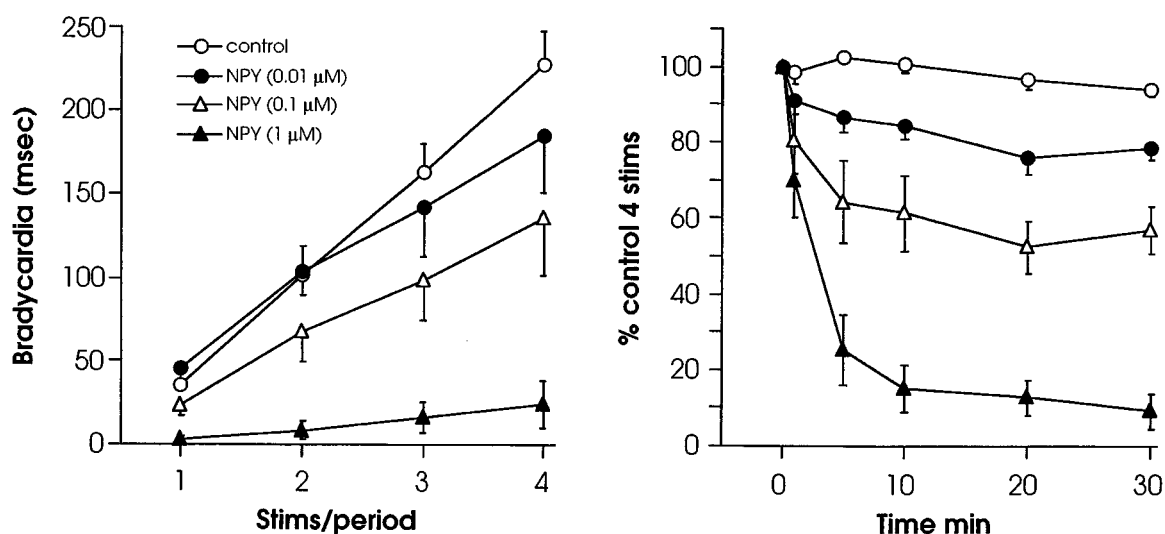 250
200
150
100
50
0
Bradycardia (msec)
control
NPY (0.01 μM)
NPY (0.1 μM)
NPY (1 μM)
1 2 3 4
Stims/period
100
80
60
40
20
0
% control 4 stims
0 10 20 30
Time min